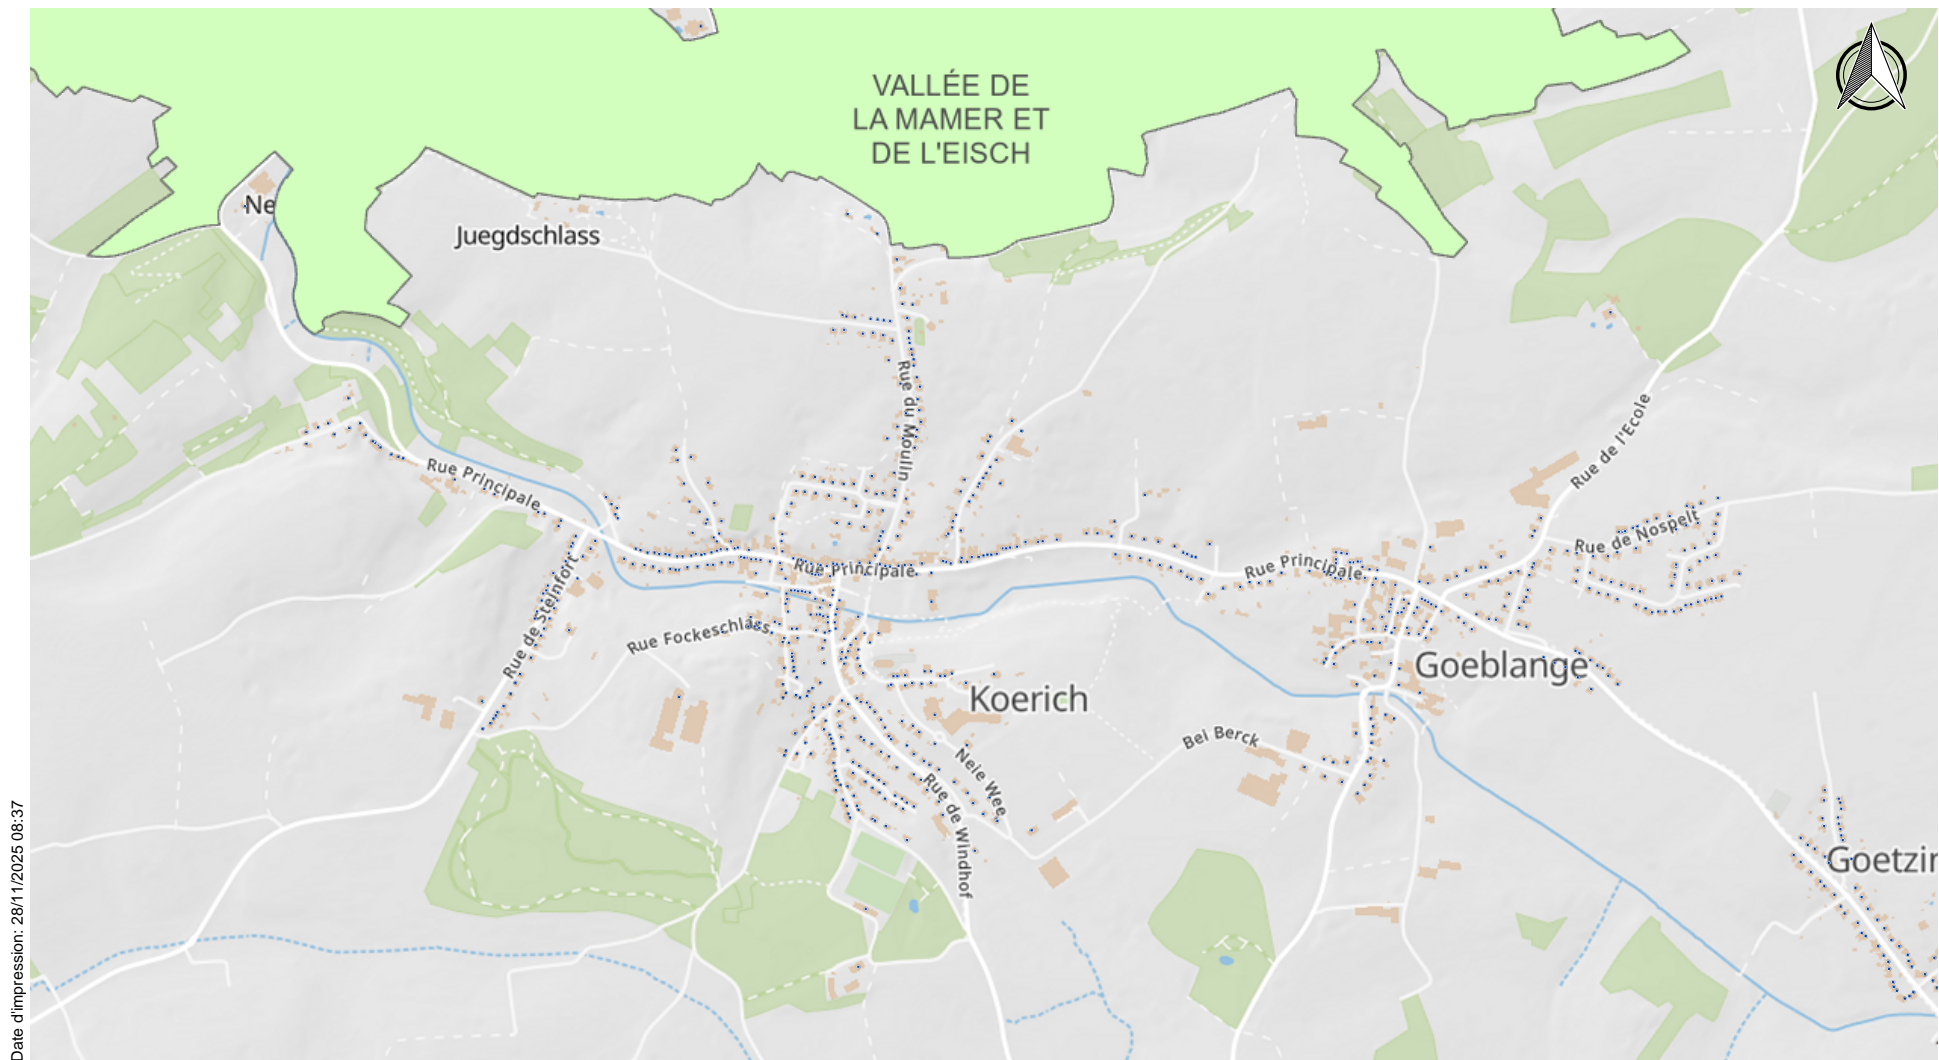 VALLÉE DE
LA MAMER ET
DE L'EISCH
Ne
Juegdschlass
Rue du Moulin
Rue de l'Ecole
Rue Principale
Rue de Nospelt
Rue Principale
Rue Principale
Rue de Steinfort
Rue Fockeschlass
Goeblange
Koerich
Bei Berck
Neie Wee
Rue de Windhof
Goetzin
Date d'impression: 28/11/2025 08:37